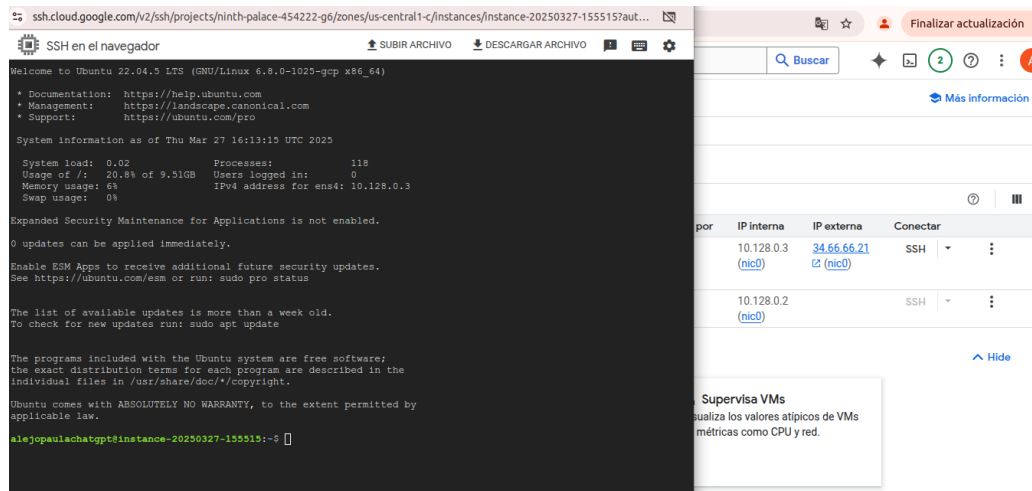 ssh.cloud.google.com/v2/ssh/projects/ninth-palace-454222-g6/zones/us-central1-c/instances/instance-20250327-155515?aut...
SSH en el navegador
SUBIR ARCHIVO
DESCARGAR ARCHIVO
Welcome to Ubuntu 22.04.5 LTS (GNU/Linux 6.8.0-1025-gcp x86_64)
* Documentation: https://help.ubuntu.com
* Management: https://landscape.canonical.com
* Support: https://ubuntu.com/pro
System information as of Thu Mar 27 16:13:15 UTC 2025
System load: 0.02 Processes: 118
Usage of /: 20.8% of 9.51GB Users logged in: 0
Memory usage: 6% IPv4 address for ens4: 10.128.0.3
Swap usage: 0%
Expanded Security Maintenance for Applications is not enabled.
0 updates can be applied immediately.
Enable ESM Apps to receive additional future security updates.
See https://ubuntu.com/esm or run: sudo pro status
The list of available updates is more than a week old.
To check for new updates run: sudo apt update
The programs included with the Ubuntu system are free software;
the exact distribution terms for each program are described in the
individual files in /usr/share/doc/*/copyright.
Ubuntu comes with ABSOLUTELY NO WARRANTY, to the extent permitted by
applicable law.
alejopaulachatgpt@instance-20250327-155515:~$
Finalizar actualización
Buscar
2
Más información
por IP interna IP externa Conectar
10.128.0.3 34.66.66.21 SSH
(nic0) (nic0)
10.128.0.2 SSH
(nic0)
Hide
Supervisa VMs
sualiza los valores atípicos de VMs
métricas como CPU y red.